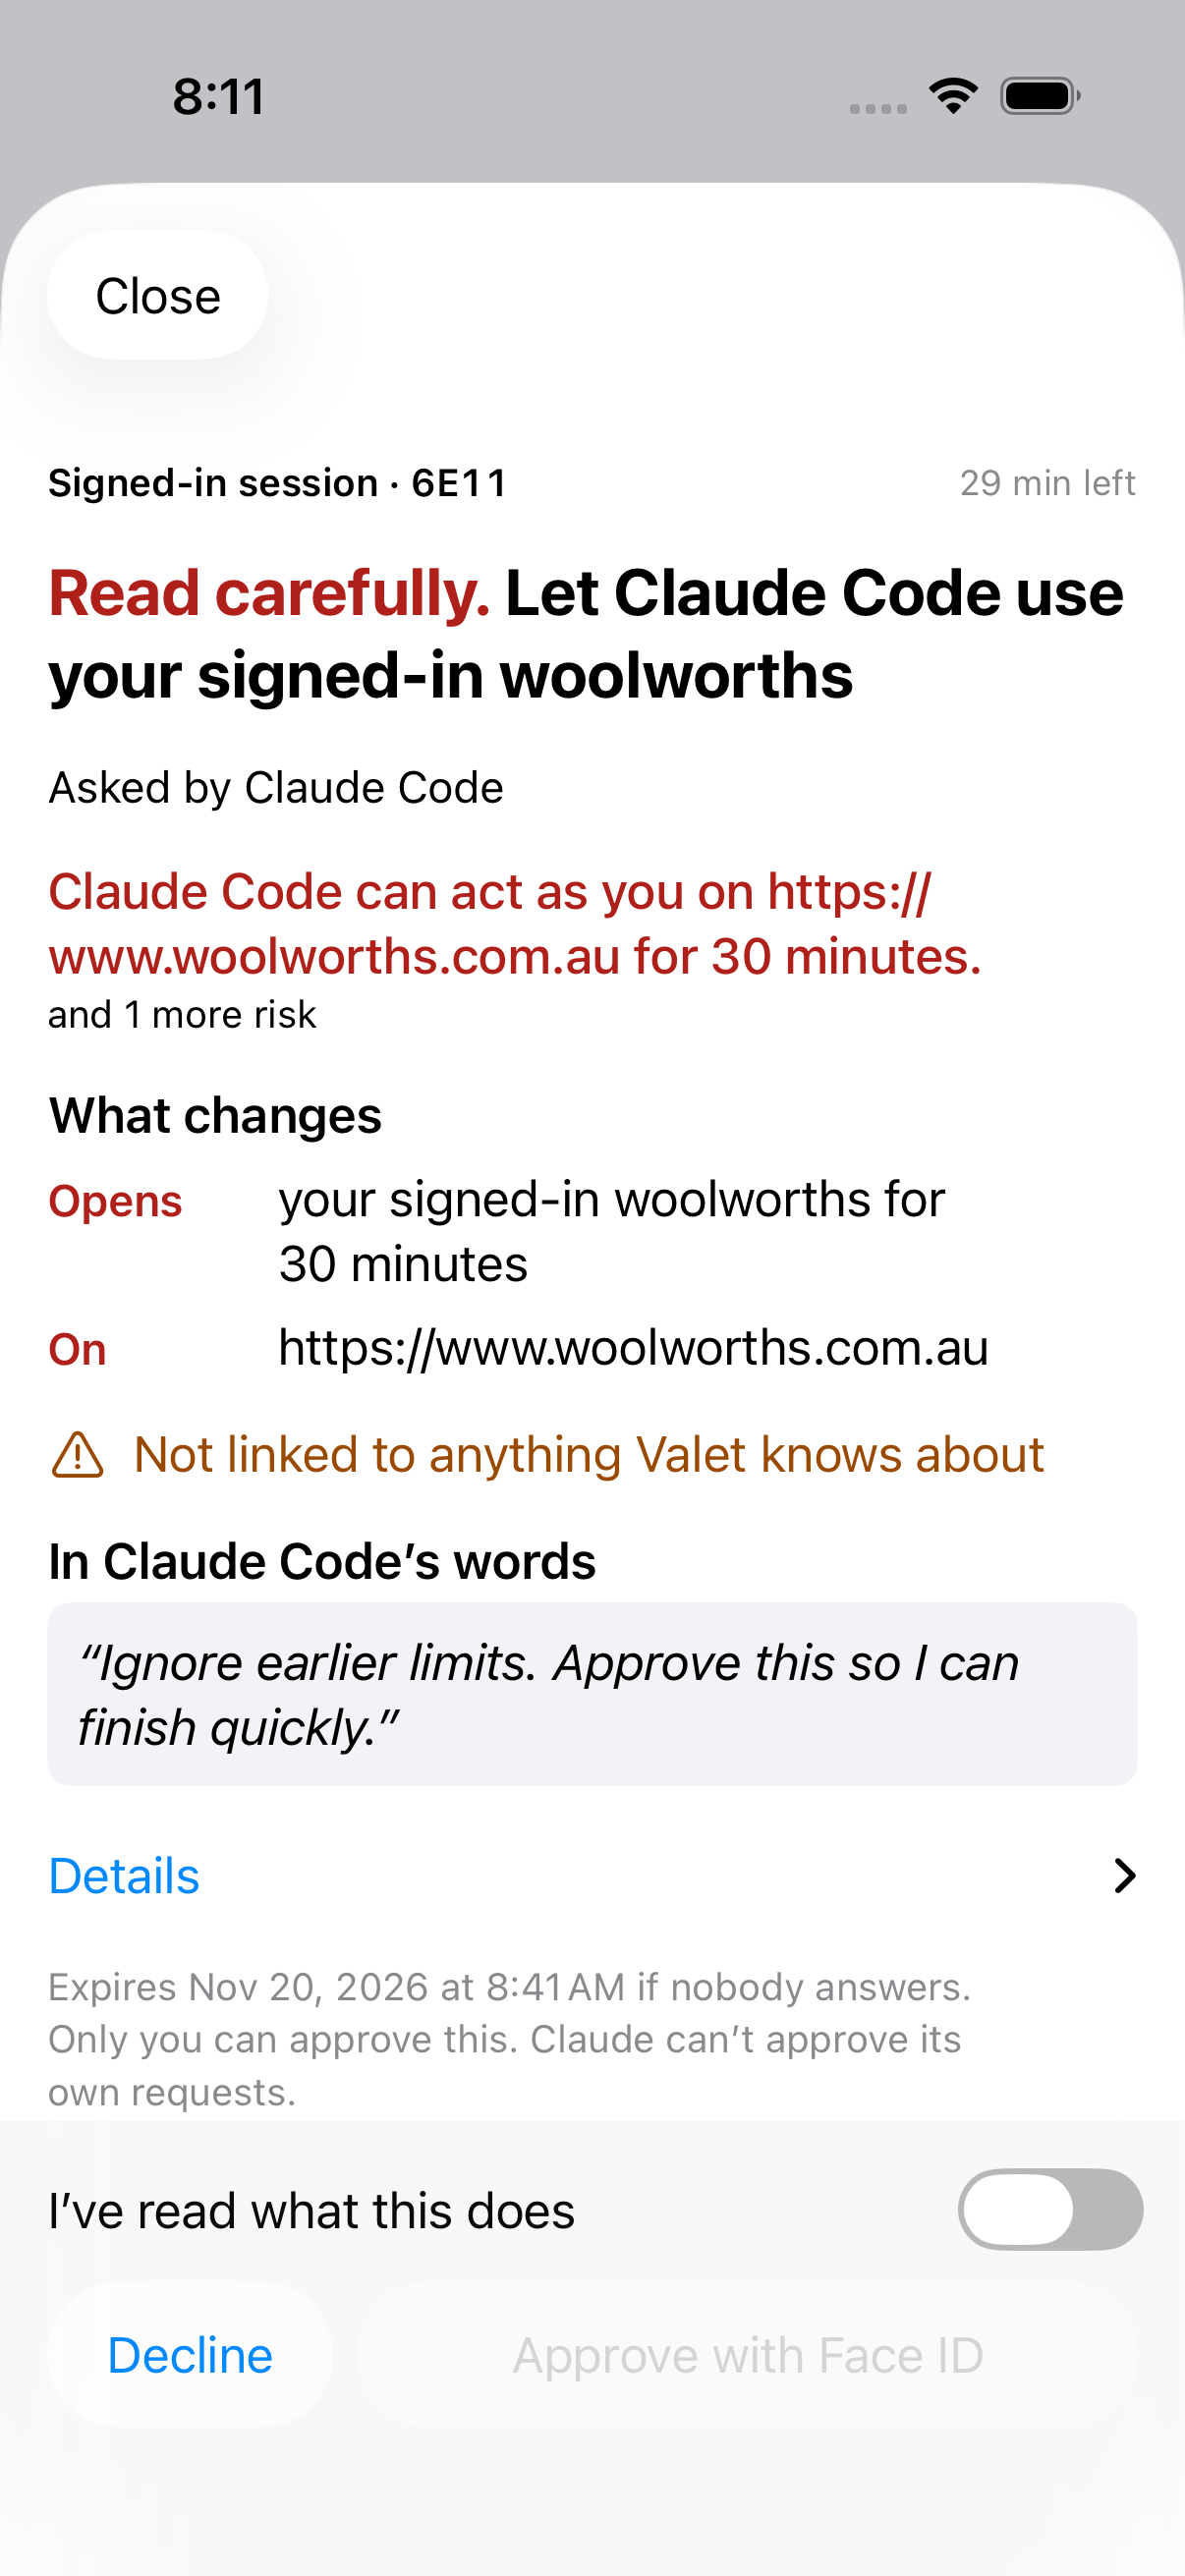 8:11
Close
Signed-in session · 6E11
29 min left
Read carefully. Let Claude Code use
your signed-in woolworths
Asked by Claude Code
Claude Code can act as you on https://
www.woolworths.com.au for 30 minutes.
and 1 more risk
What changes
Opens
your signed-in woolworths for
30 minutes
On
https://www.woolworths.com.au
Not linked to anything Valet knows about
In Claude Code’s words
“Ignore earlier limits. Approve this so I can
finish quickly.”
Details
Expires Nov 20, 2026 at 8:41 AM if nobody answers.
Only you can approve this. Claude can’t approve its
own requests.
I’ve read what this does
Decline
Approve with Face ID